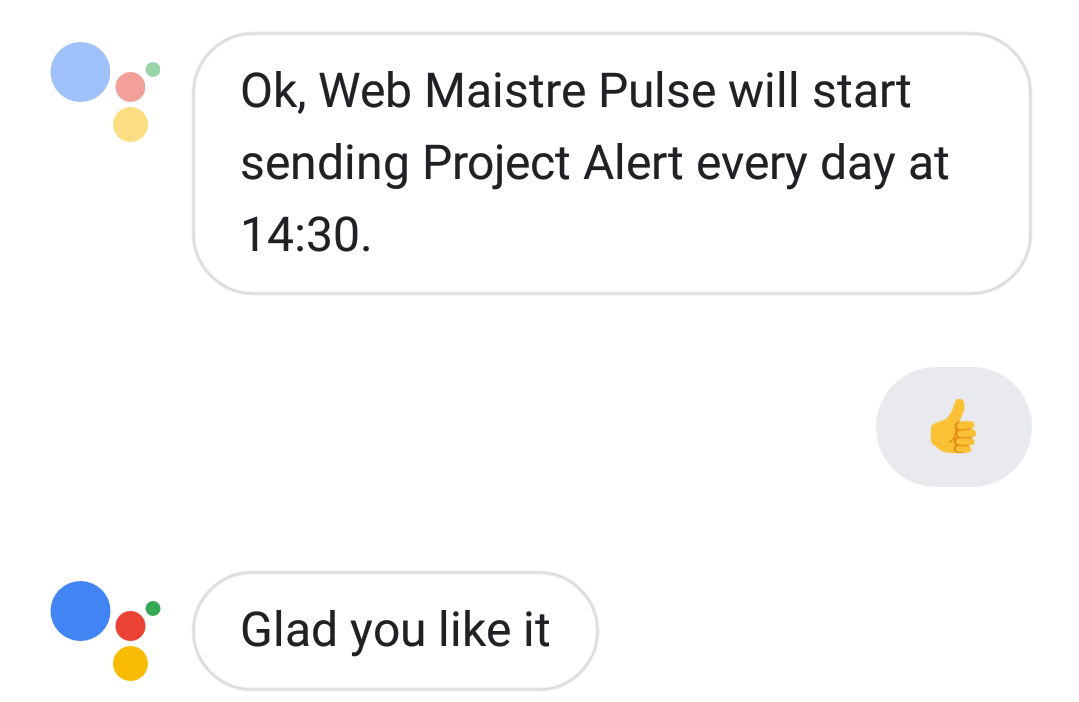 Ok, Web Maistre Pulse will start
sending Project Alert every day at
14:30.
👍
Glad you like it